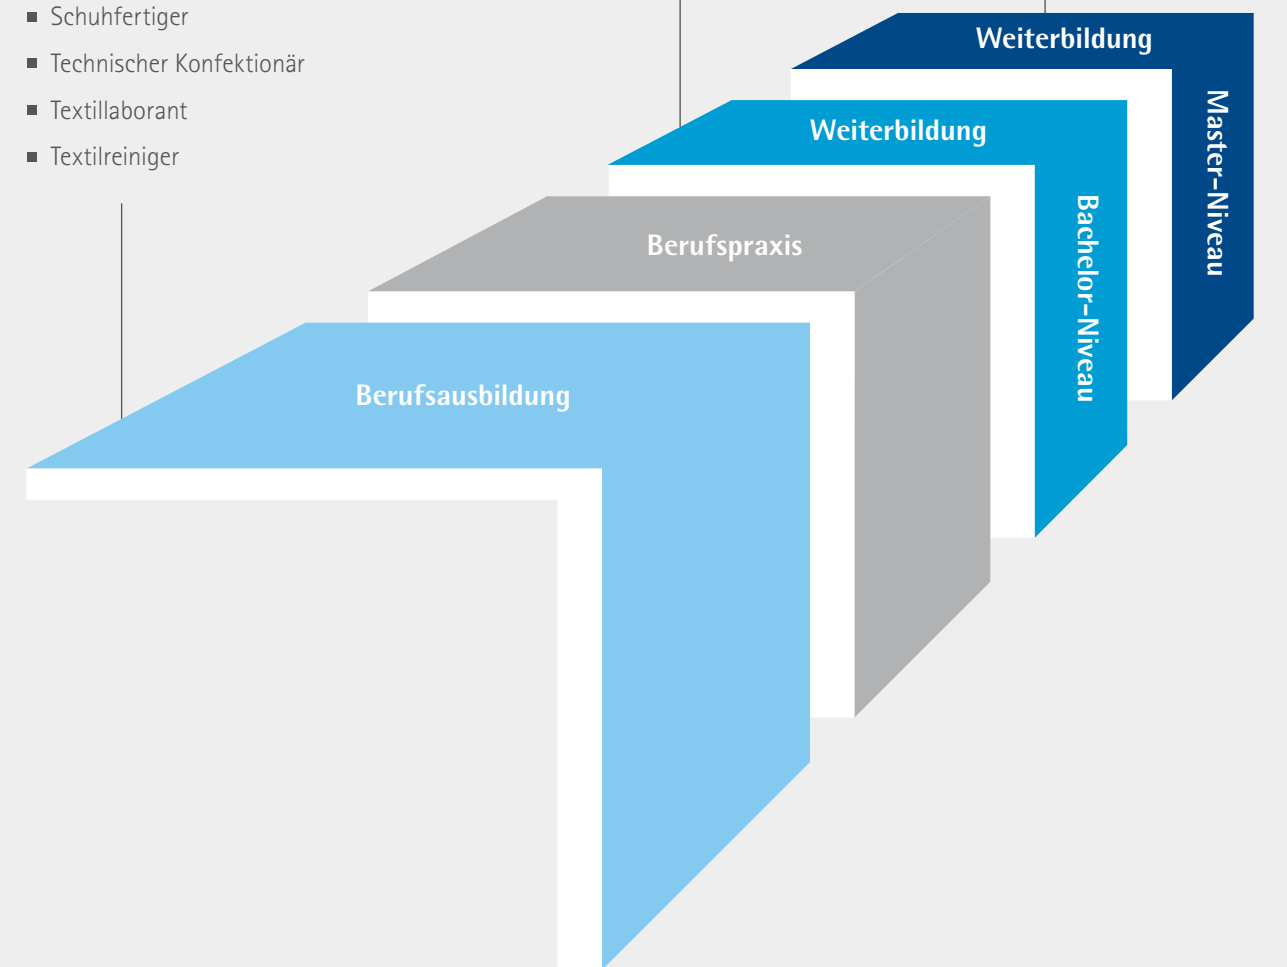 Schuhfertiger
Technischer Konfektionär
Textillaborant
Textilreiniger
Weiterbildung
Master-Niveau
Weiterbildung
Bachelor-Niveau
Berufspraxis
Berufsausbildung